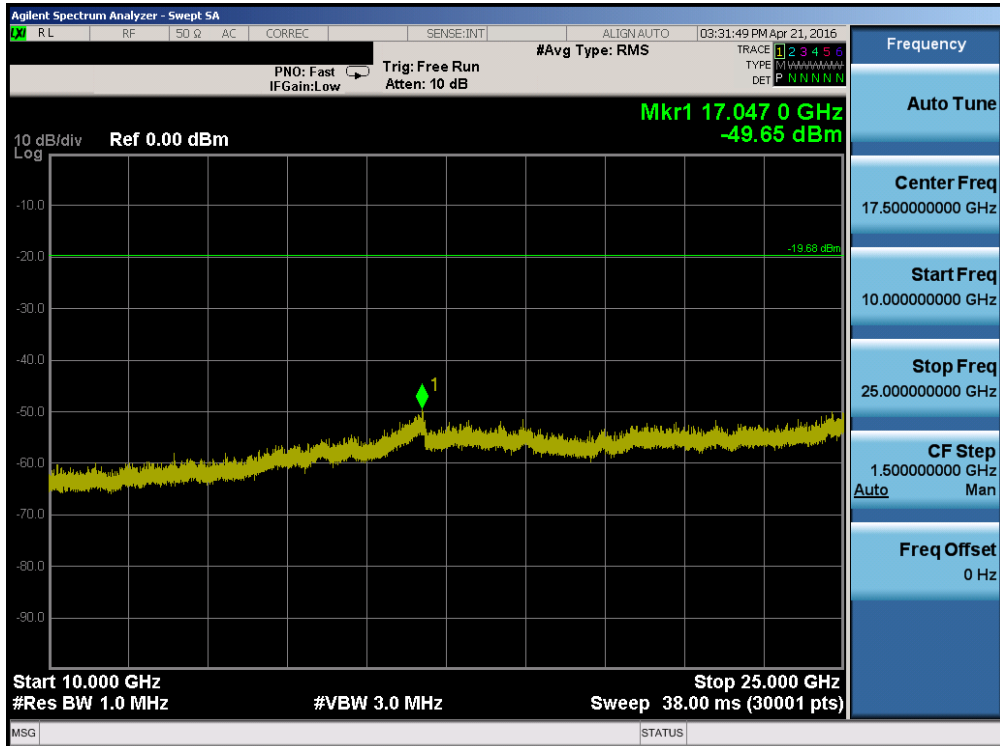 Agilent Spectrum Analyzer - Swept SA
LXI RL RF 50 Ω AC CORREC SENSE:INT ALIGN AUTO 03:31:49 PM Apr 21, 2016
Frequency
#Avg Type: RMS
TRACE 1 2 3 4 5 6
PNO: Fast Trig: Free Run
TYPE MWWWWW
IFGain:Low Atten: 10 dB
DET P N N N N N
Auto Tune
Mkr1 17.047 0 GHz
-49.65 dBm
10 dB/div Ref 0.00 dBm
Log
Center Freq
17.500000000 GHz
-10.0
-19.68 dBm
-20.0
Start Freq
10.000000000 GHz
-30.0
-40.0
Stop Freq
25.000000000 GHz
1
-50.0
CF Step
1.500000000 GHz
Auto Man
-60.0
-70.0
Freq Offset
0 Hz
-80.0
-90.0
Start 10.000 GHz Stop 25.000 GHz
#Res BW 1.0 MHz #VBW 3.0 MHz Sweep 38.00 ms (30001 pts)
MSG STATUS